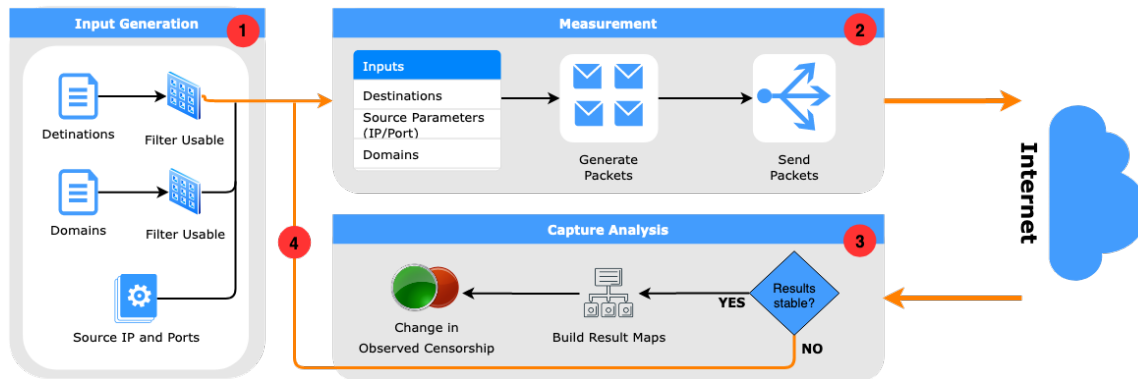 Input Generation
1
Detinations
Filter Usable
Domains
Filter Usable
Source IP and Ports
Measurement
2
Inputs
Destinations
Source Parameters
(IP/Port)
Domains
Generate
Packets
Send
Packets
Internet
Capture Analysis
3
4
Results
stable?
YES
NO
Build Result Maps
Change in
Observed Censorship